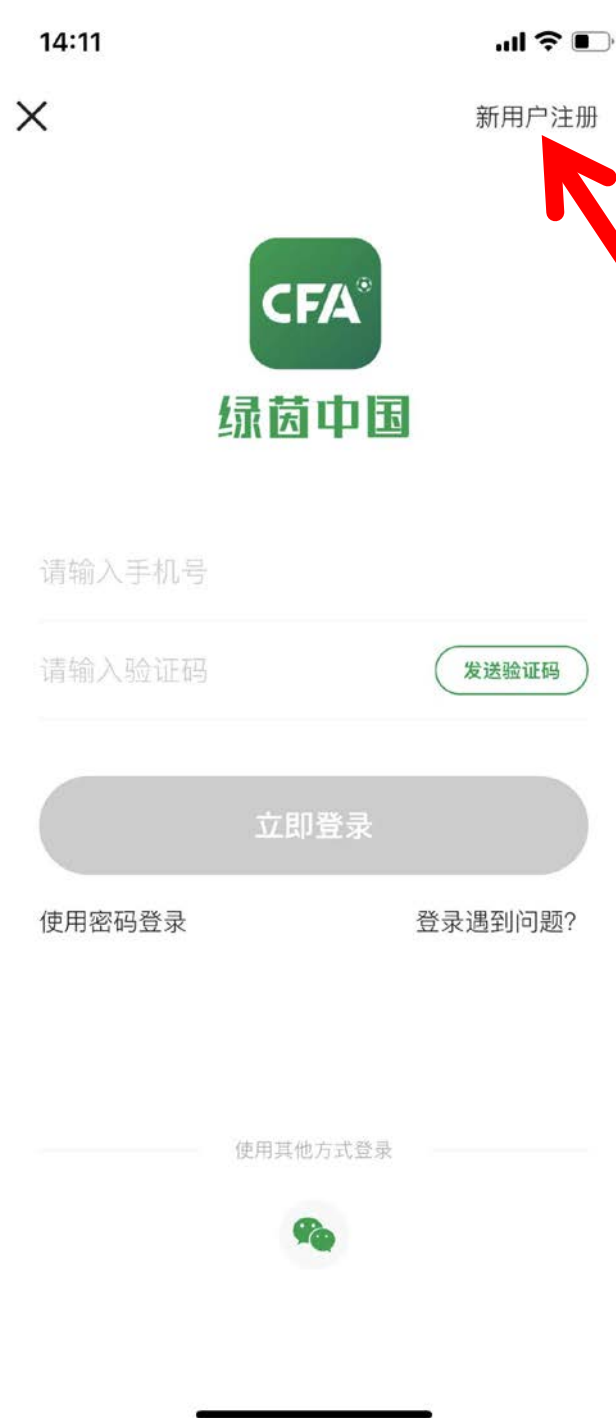 14:11
新用户注册
CFA
绿茵中国
请输入手机号
请输入验证码
发送验证码
立即登录
使用密码登录
登录遇到问题?
使用其他方式登录